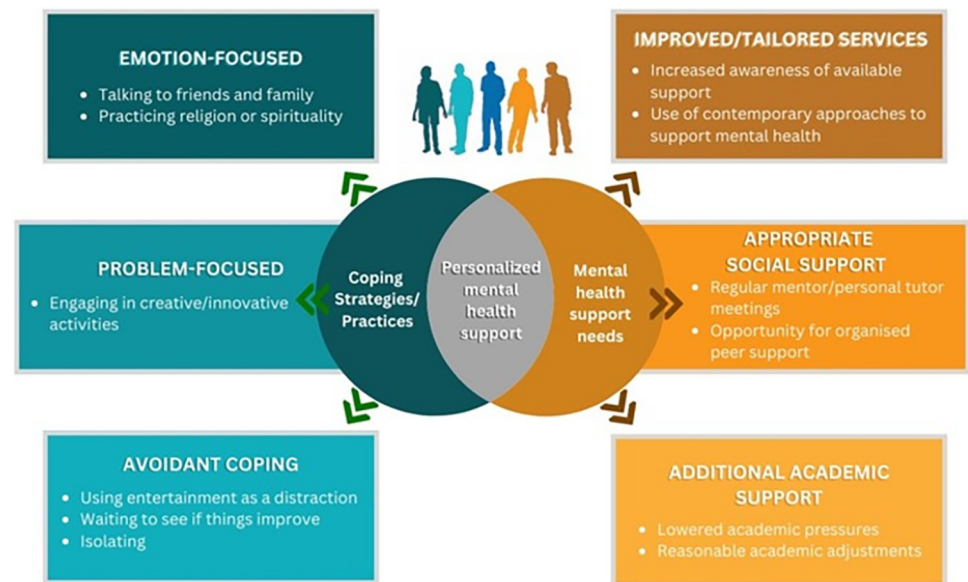 EMOTION-FOCUSED
• Talking to friends and family
• Practicing religion or spirituality
IMPROVED/TAILORED SERVICES
• Increased awareness of available
support
• Use of contemporary approaches to
support mental health
PROBLEM-FOCUSED
• Engaging in creative/innovative
activities
Coping
Strategies/
Practices
Personalized
mental
health
support
Mental
health
support
needs
APPROPRIATE
SOCIAL SUPPORT
• Regular mentor/personal tutor
meetings
• Opportunity for organised
peer support
AVOIDANT COPING
• Using entertainment as a distraction
• Waiting to see if things improve
• Isolating
ADDITIONAL ACADEMIC
SUPPORT
• Lowered academic pressures
• Reasonable academic adjustments